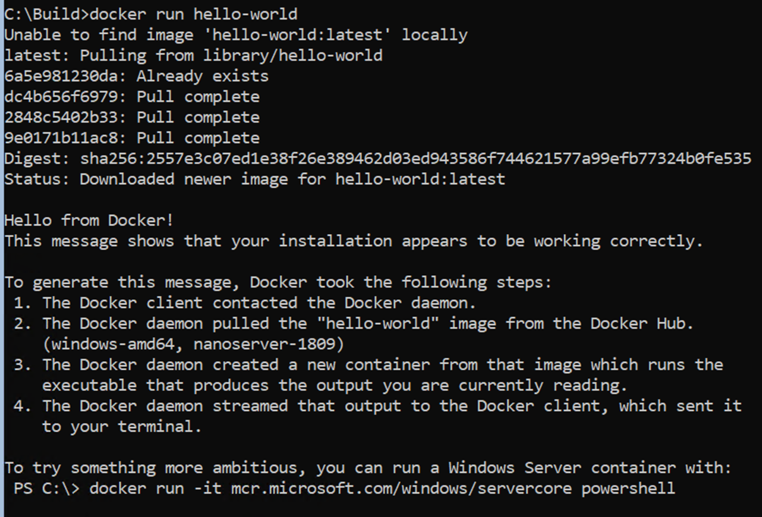 C:\Build>docker run hello-world
Unable to find image 'hello-world:latest' locally
latest: Pulling from library/hello-world
6a5e981230da: Already exists
dc4b656f6979: Pull complete
2848c5402b33: Pull complete
9e0171b11ac8: Pull complete
Digest: sha256:2557e3c07ed1e38f26e389462d03ed943586f744621577a99efb77324b0fe535
Status: Downloaded newer image for hello-world:latest
Hello from Docker!
This message shows that your installation appears to be working correctly.
To generate this message, Docker took the following steps:
1. The Docker client contacted the Docker daemon.
2. The Docker daemon pulled the "hello-world" image from the Docker Hub.
(windows-amd64, nanoserver-1809)
3. The Docker daemon created a new container from that image which runs the
executable that produces the output you are currently reading.
4. The Docker daemon streamed that output to the Docker client, which sent it
to your terminal.
To try something more ambitious, you can run a Windows Server container with:
PS C:\> docker run -it mcr.microsoft.com/windows/servercore powershell